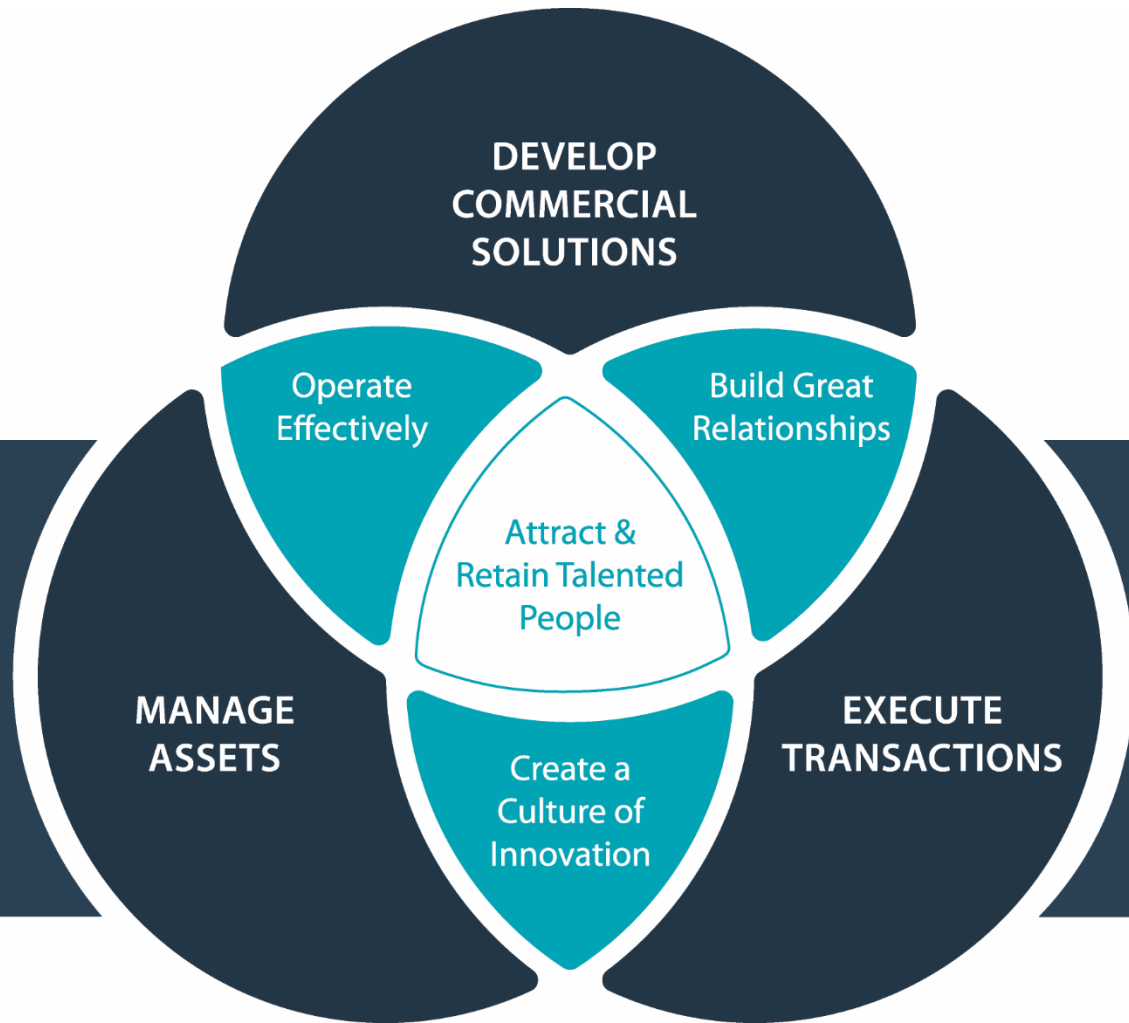 DEVELOP
COMMERCIAL
SOLUTIONS
Operate
Effectively
Build Great
Relationships
Attract &
Retain Talented
People
MANAGE
ASSETS
EXECUTE
TRANSACTIONS
Create a
Culture of
Innovation